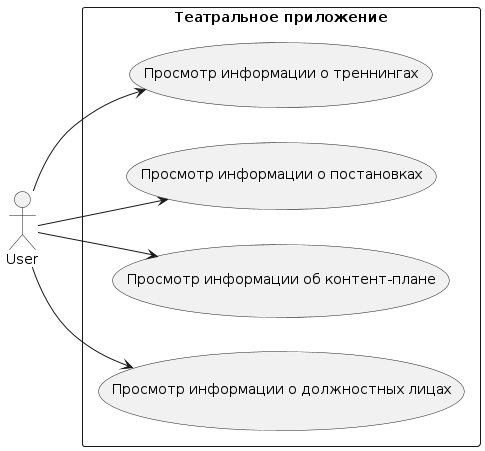 Театральное приложение
Просмотр информации о треннингах
Просмотр информации о постановках
User
Просмотр информации об контент-плане
Просмотр информации о должностных лицах